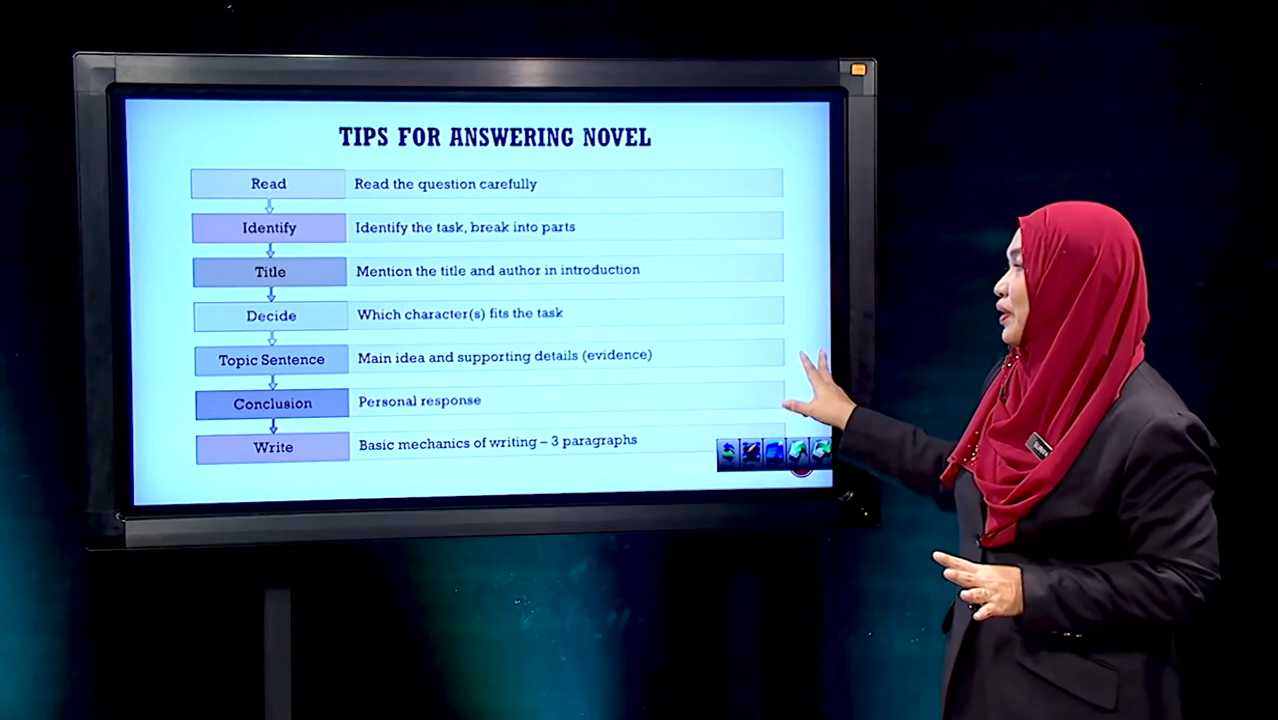 TIPS FOR ANSWERING NOVEL
Read Read the question carefully
Identify Identify the task, break into parts
Title Mention the title and author in introduction
Decide Which character(s) fits the task
Topic Sentence Main idea and supporting details (evidence)
Conclusion Personal response
Write Basic mechanics of writing – 3 paragraphs